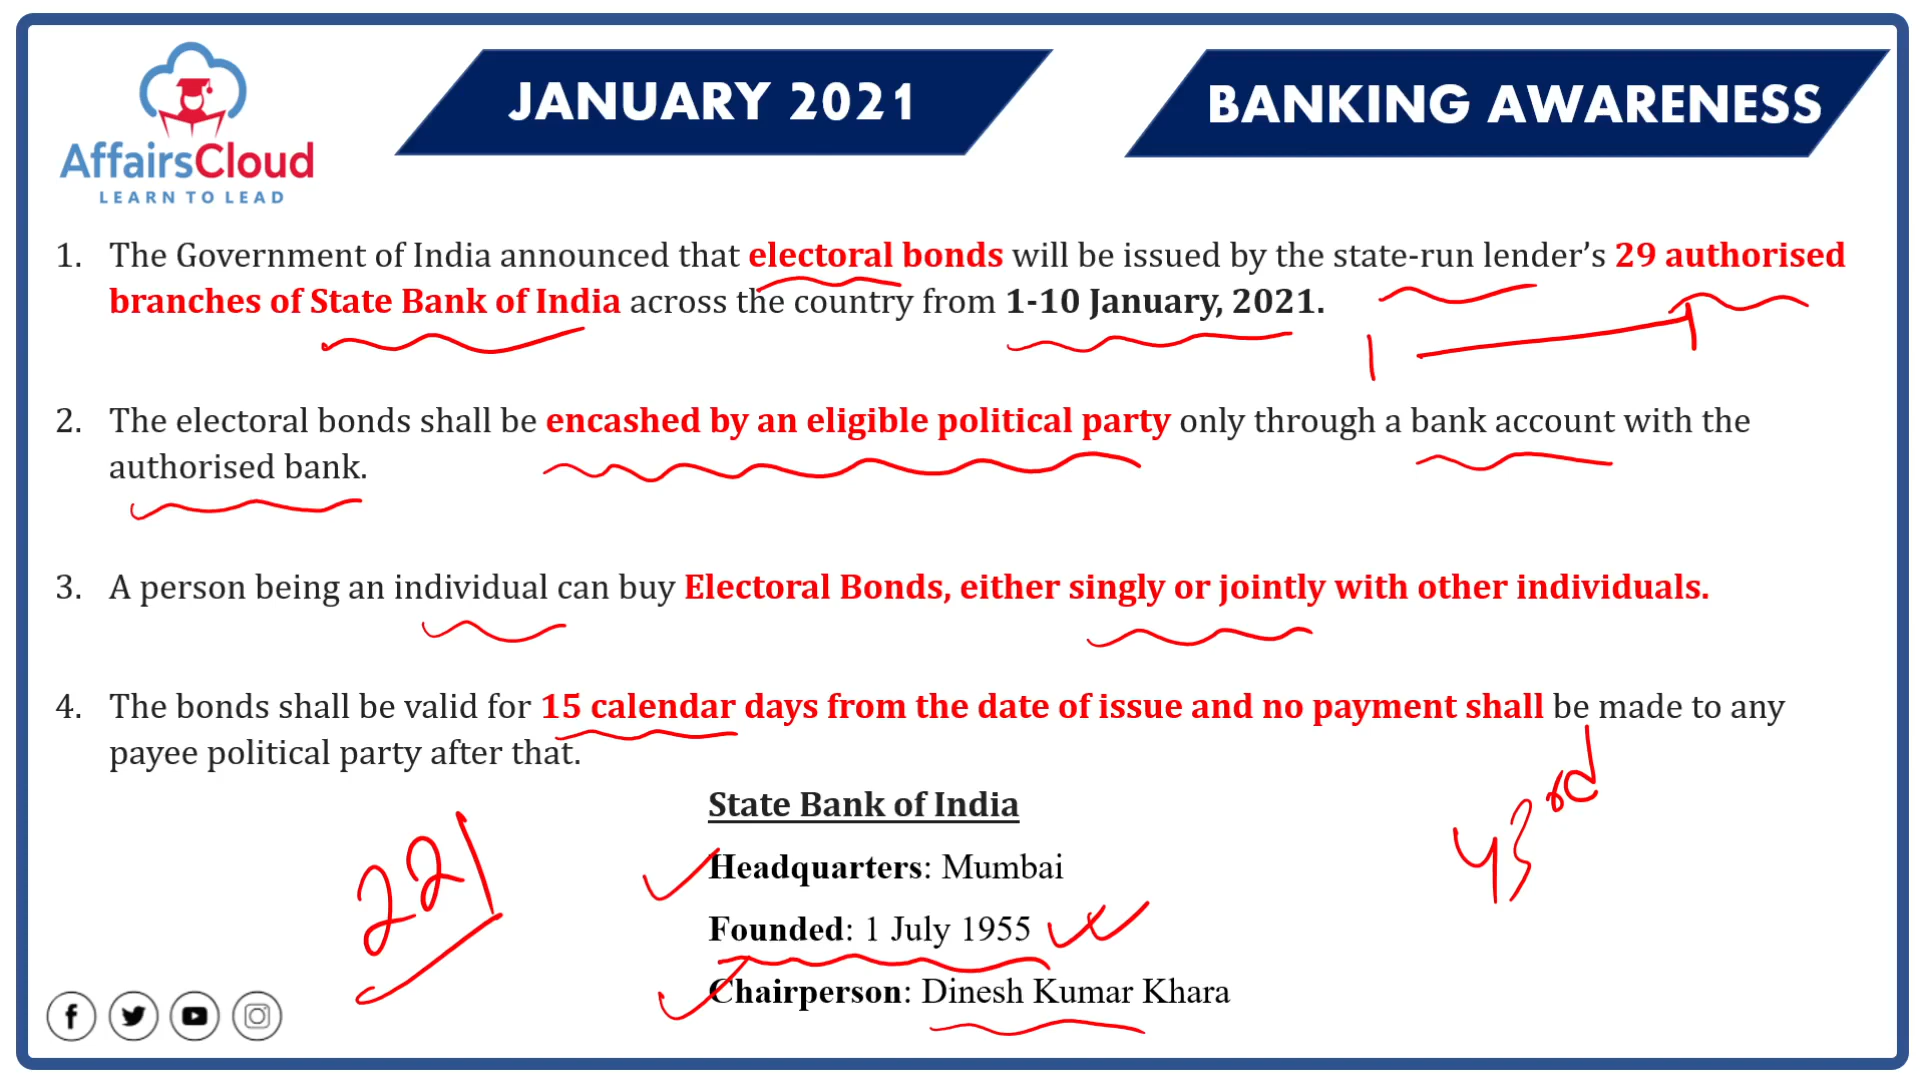 AffairsCloud
LEARN TO LEAD
JANUARY 2021
BANKING AWARENESS
1. The Government of India announced that electoral bonds will be issued by the state-run lender’s 29 authorised
branches of State Bank of India across the country from 1-10 January, 2021.
2. The electoral bonds shall be encashed by an eligible political party only through a bank account with the
authorised bank.
3. A person being an individual can buy Electoral Bonds, either singly or jointly with other individuals.
4. The bonds shall be valid for 15 calendar days from the date of issue and no payment shall be made to any
payee political party after that.
43rd
State Bank of India
221
Headquarters: Mumbai
Founded: 1 July 1955
Chairperson: Dinesh Kumar Khara